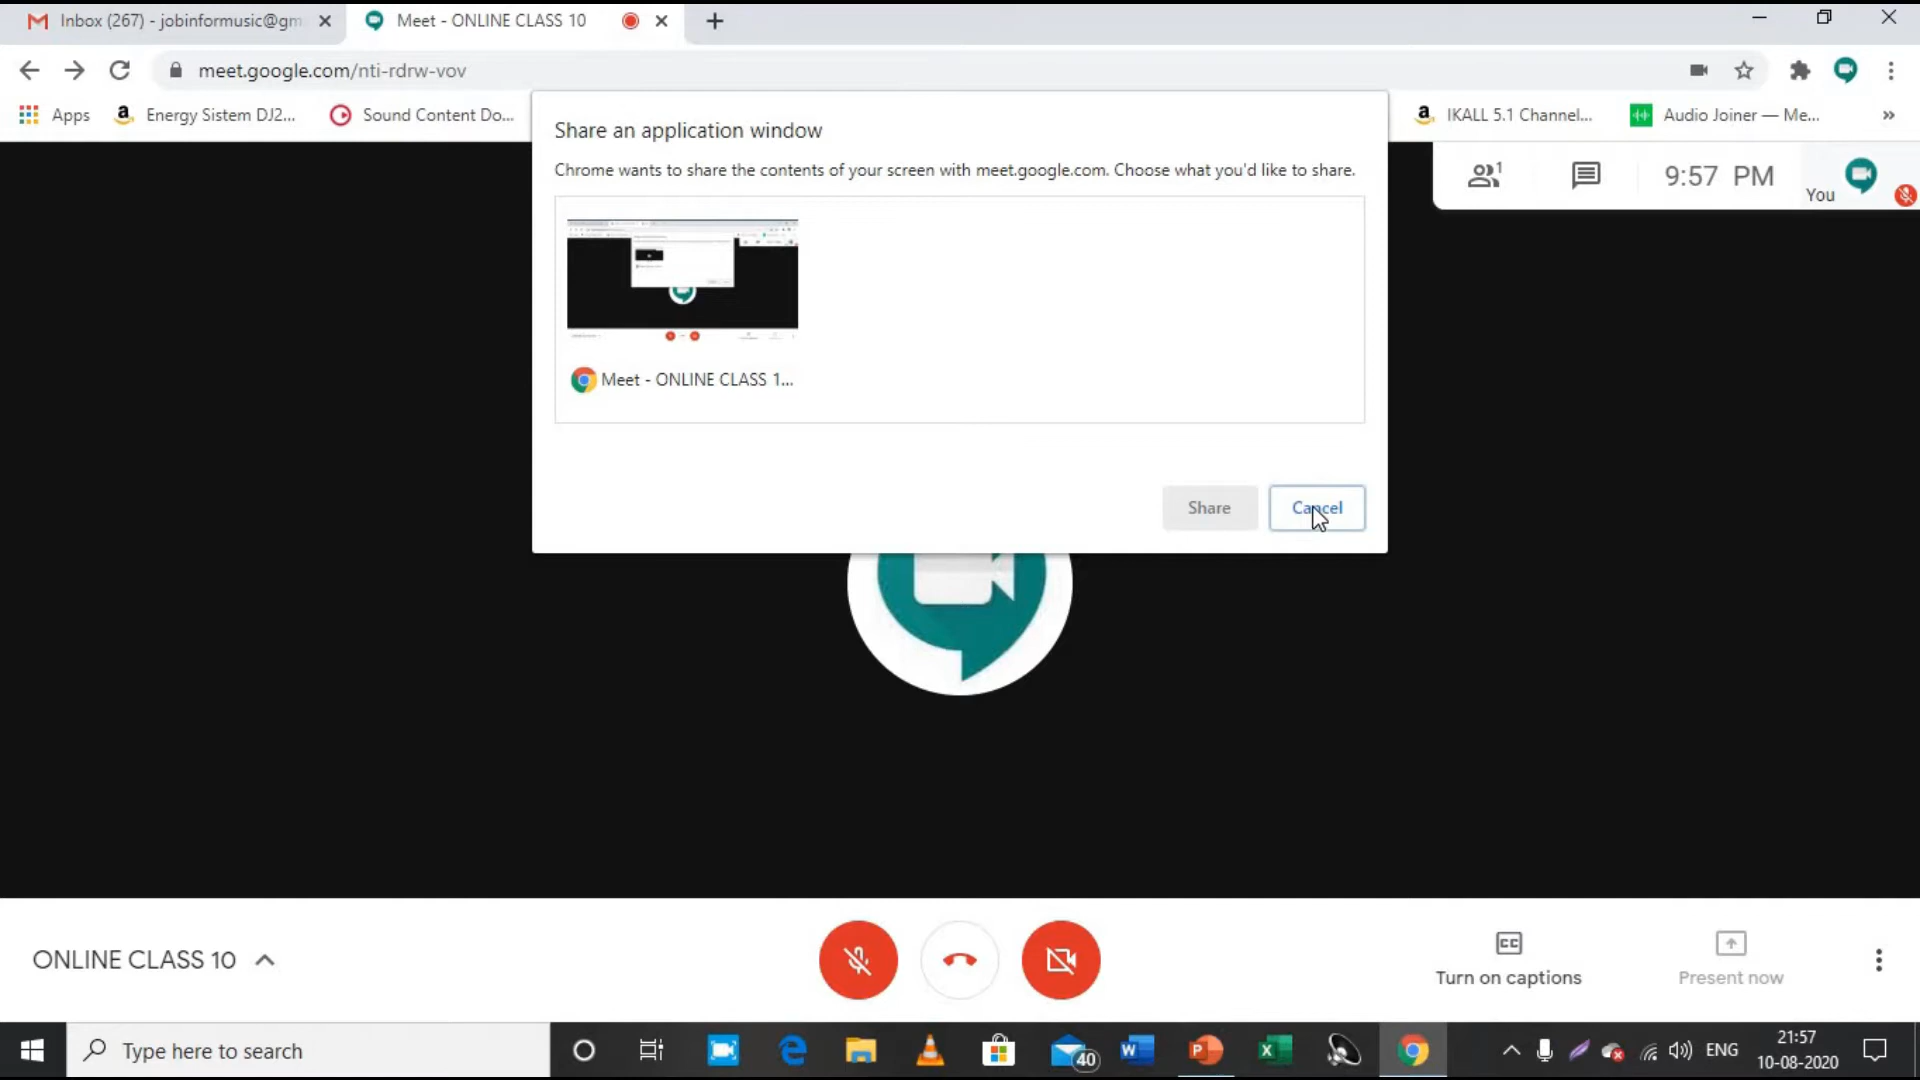 Inbox (267) - jobinformusic@gm
Meet - ONLINE CLASS 10
meet.google.com/nti-rdrw-vov
Apps
Energy Sistem DJ2...
Sound Content Do...
IKALL 5.1 Channel...
Audio Joiner — Me...
Share an application window
Chrome wants to share the contents of your screen with meet.google.com. Choose what you'd like to share.
Meet - ONLINE CLASS 1...
Share
Cancel
1
9:57 PM
You
ONLINE CLASS 10
CC
Turn on captions
Present now
Type here to search
40
ENG
21:57
10-08-2020